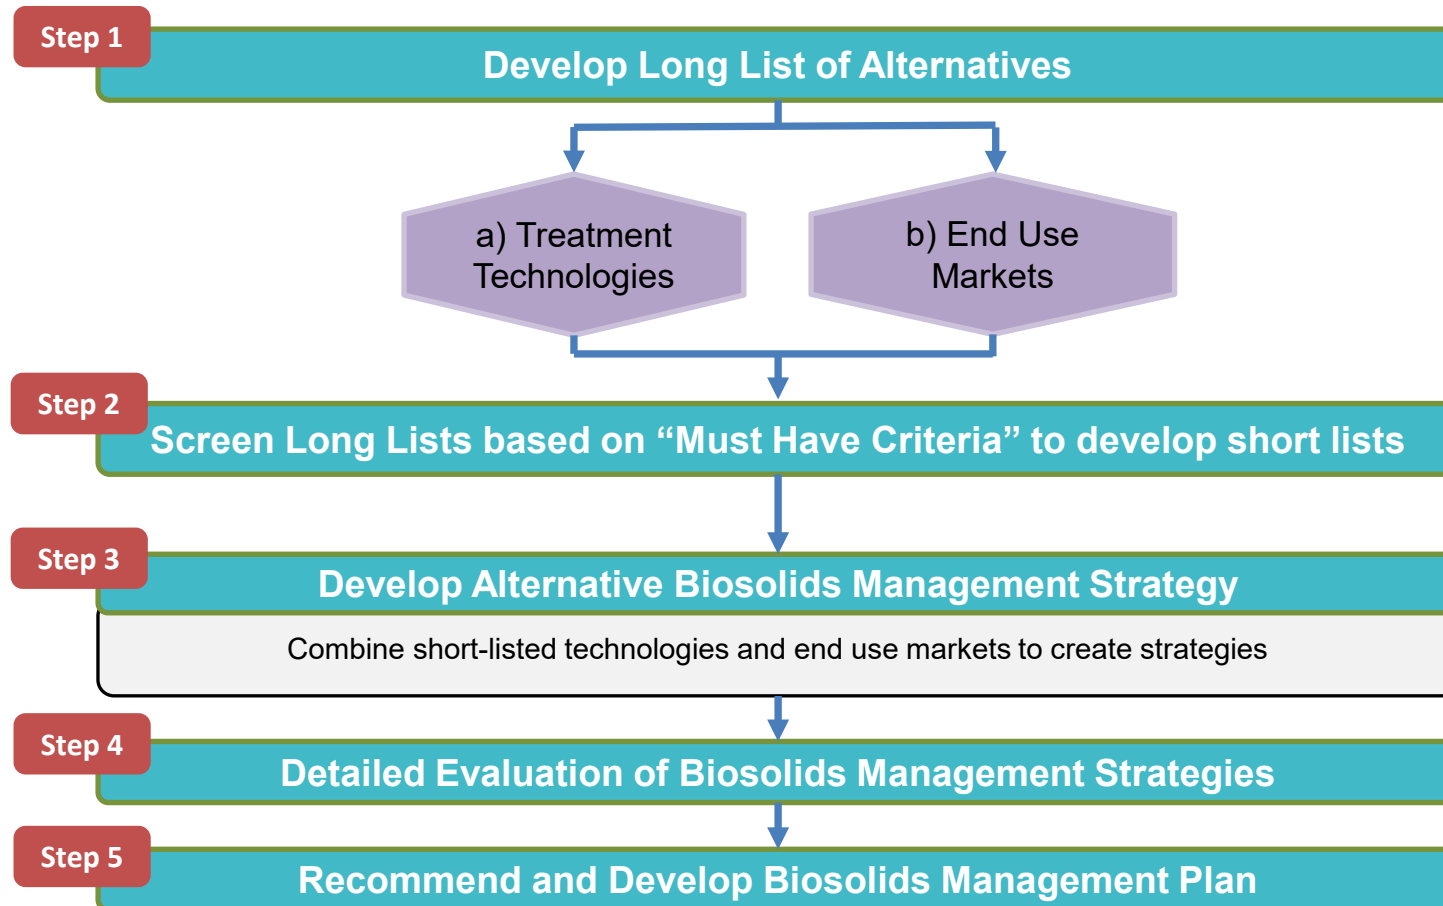 Step 1
Develop Long List of Alternatives
a) Treatment
Technologies
b) End Use
Markets
Step 2
Screen Long Lists based on “Must Have Criteria” to develop short lists
Step 3
Develop Alternative Biosolids Management Strategy
Combine short-listed technologies and end use markets to create strategies
Step 4
Detailed Evaluation of Biosolids Management Strategies
Step 5
Recommend and Develop Biosolids Management Plan